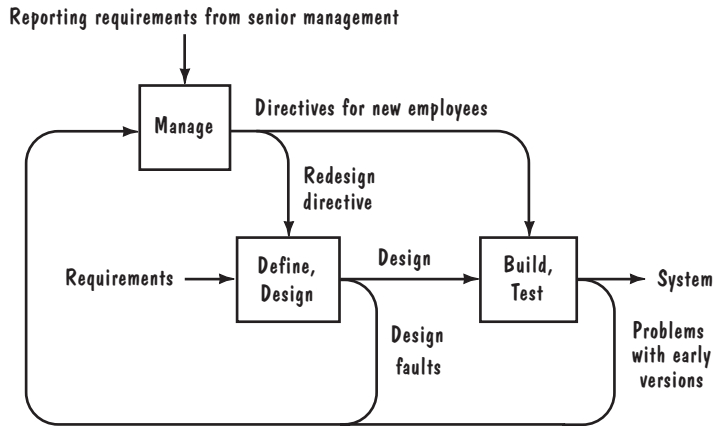 Reporting requirements from senior management
Directives for new employees
Manage
Redesign
directive
Requirements
Define,
Design
Design
Build,
Test
System
Design
faults
Problems
with early
versions